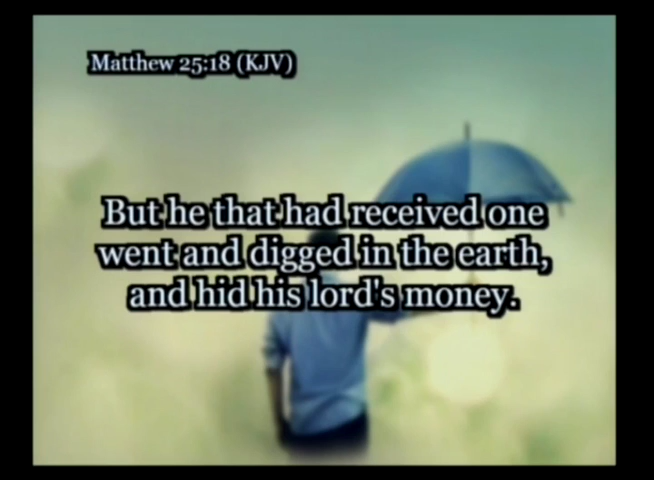 Matthew 25:18 (KJV)
But he that had received one
went and digged in the earth,
and hid his lord's money.